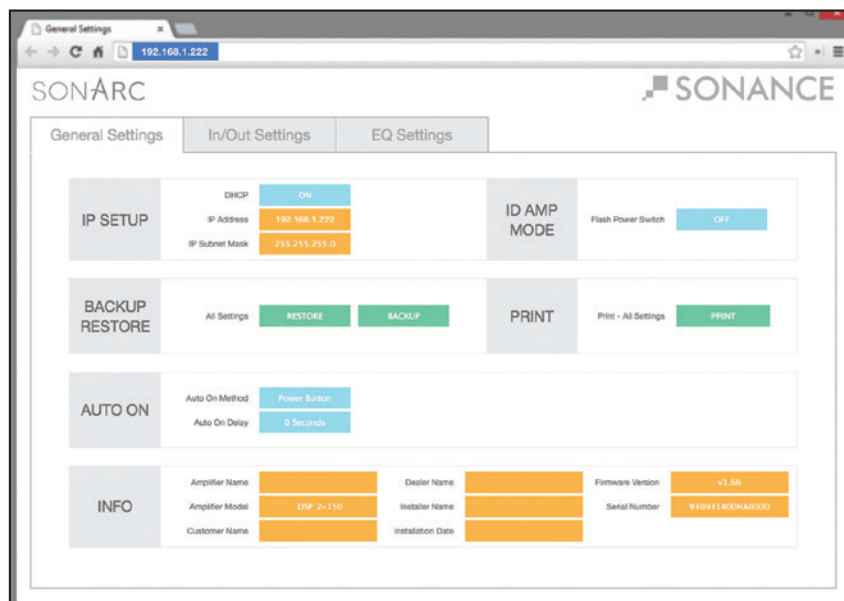 General Settings
192.168.1.222
SONARC
SONANCE
General Settings
In/Out Settings
EQ Settings
IP SETUP
DHCP
ON
IP Address
192.168.1.222
IP Subnet Mask
255.255.255.0
ID AMP
MODE
Flash Power Switch
OFF
BACKUP
RESTORE
All Settings
RESTORE
BACKUP
PRINT
Print - All Settings
PRINT
AUTO ON
Auto On Method
Power Button
Auto On Delay
0 Seconds
INFO
Amplifier Name
Dealer Name
Firmware Version
v1.66
Amplifier Model
DSP 2-150
Installer Name
Serial Number
930931400HA0000
Customer Name
Installation Date